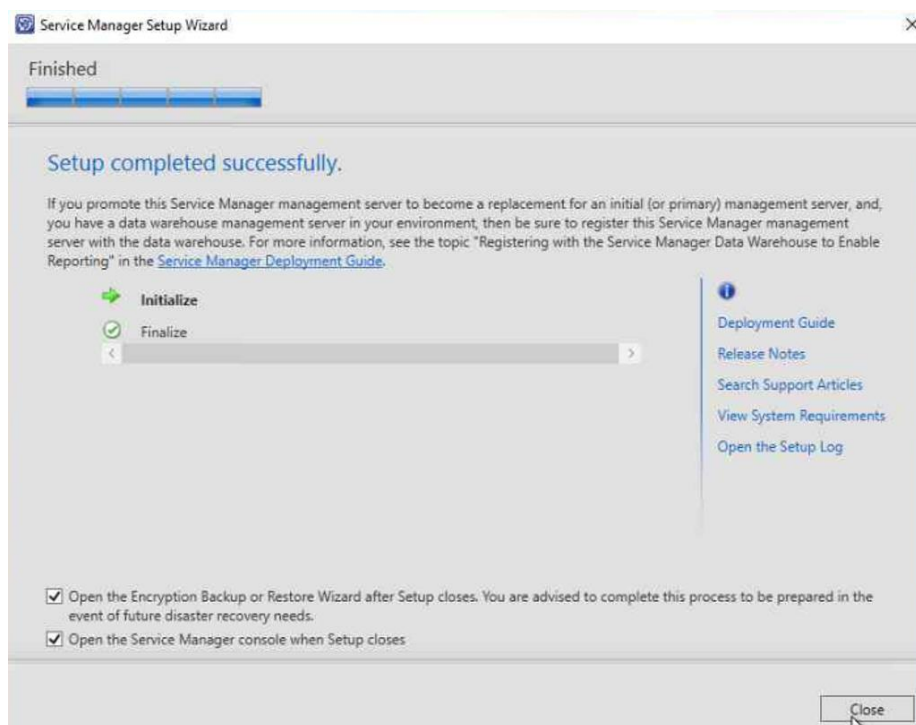 Service Manager Setup Wizard
Finished
Setup completed successfully.
If you promote this Service Manager management server to become a replacement for an initial (or primary) management server, and,
you have a data warehouse management server in your environment, then be sure to register this Service Manager management
server with the data warehouse. For more information, see the topic "Registering with the Service Manager Data Warehouse to Enable
Reporting" in the Service Manager Deployment Guide.
Initialize
Finalize
Deployment Guide
Release Notes
Search Support Articles
View System Requirements
Open the Setup Log
Open the Encryption Backup or Restore Wizard after Setup closes. You are advised to complete this process to be prepared in the
event of future disaster recovery needs.
Open the Service Manager console when Setup closes
Close